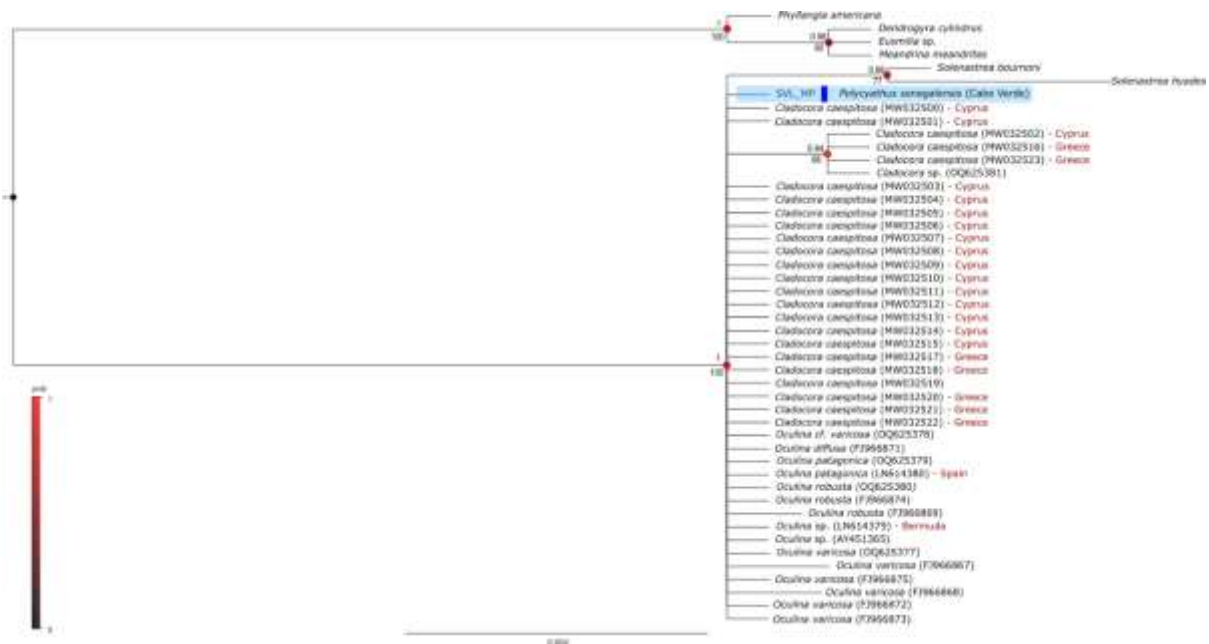 Phyllangia americana
1
100
Dendrogyra cylindrus
0.98
Eusmilia sp.
Meandrina meandrites
Solenastrea bournoni
Solenastrea hyades
SVL_MP Polycyathus senegalensis (Cabo Verde)
Cladocora caespitosa (MW032500) - Cyprus
Cladocora caespitosa (MW032501) - Cyprus
Cladocora caespitosa (MW032502) - Cyprus
Cladocora caespitosa (MW032516) - Greece
Cladocora caespitosa (MW032523) - Greece
Cladocora sp. (OQ625381)
Cladocora caespitosa (MW032503) - Cyprus
Cladocora caespitosa (MW032504) - Cyprus
Cladocora caespitosa (MW032505) - Cyprus
Cladocora caespitosa (MW032506) - Cyprus
Cladocora caespitosa (MW032507) - Cyprus
Cladocora caespitosa (MW032508) - Cyprus
Cladocora caespitosa (MW032509) - Cyprus
Cladocora caespitosa (MW032510) - Cyprus
Cladocora caespitosa (MW032511) - Cyprus
Cladocora caespitosa (MW032512) - Cyprus
Cladocora caespitosa (MW032513) - Cyprus
Cladocora caespitosa (MW032514) - Cyprus
Cladocora caespitosa (MW032515) - Cyprus
Cladocora caespitosa (MW032517) - Greece
1
100
Cladocora caespitosa (MW032518) - Greece
Cladocora caespitosa (MW032519)
Cladocora caespitosa (MW032520) - Greece
Cladocora caespitosa (MW032521) - Greece
Cladocora caespitosa (MW032522) - Greece
Oculina cf. varicosa (OQ625378)
Oculina diffusa (FJ966871)
Oculina patagonica (OQ625379)
Oculina patagonica (LN614380) - Spain
Oculina robusta (OQ625380)
Oculina robusta (FJ966874)
Oculina robusta (FJ966869)
Oculina sp. (LN614379) - Bermuda
Oculina sp. (AY451365)
Oculina varicosa (OQ625377)
Oculina varicosa (FJ966867)
Oculina varicosa (FJ966875)
Oculina varicosa (FJ966868)
Oculina varicosa (FJ966872)
Oculina varicosa (FJ966873)